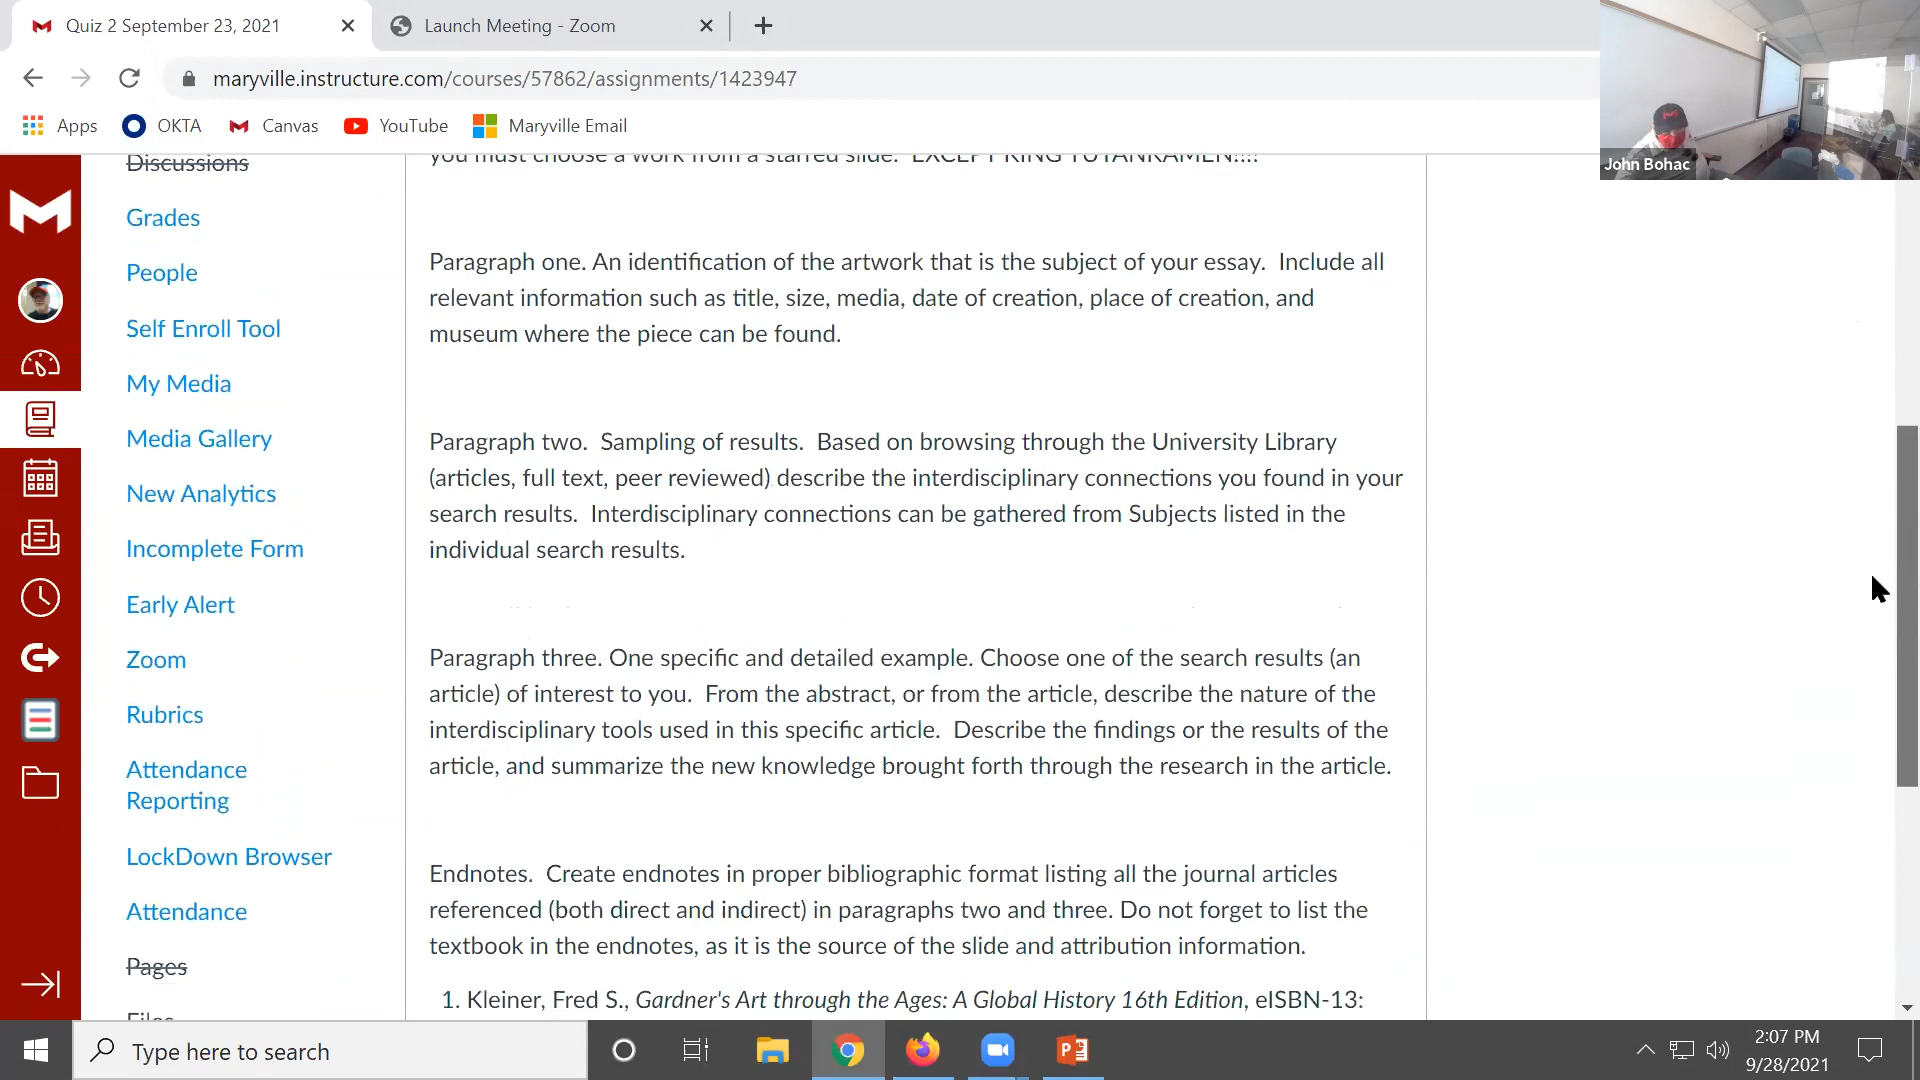 Quiz 2 September 23, 2021
Launch Meeting - Zoom
maryville.instructure.com/courses/57862/assignments/1423947
Apps
OKTA
Canvas
YouTube
Maryville Email
John Bohac
Discussions
Grades
People
Self Enroll Tool
My Media
Media Gallery
New Analytics
Incomplete Form
Early Alert
Zoom
Rubrics
Attendance
Reporting
LockDown Browser
Attendance
Pages
Files
you must choose a work from a starred slide. EXCEPT KING TUTANKAMEN!!!!
Paragraph one. An identification of the artwork that is the subject of your essay. Include all
relevant information such as title, size, media, date of creation, place of creation, and
museum where the piece can be found.
Paragraph two. Sampling of results. Based on browsing through the University Library
(articles, full text, peer reviewed) describe the interdisciplinary connections you found in your
search results. Interdisciplinary connections can be gathered from Subjects listed in the
individual search results.
Paragraph three. One specific and detailed example. Choose one of the search results (an
article) of interest to you. From the abstract, or from the article, describe the nature of the
interdisciplinary tools used in this specific article. Describe the findings or the results of the
article, and summarize the new knowledge brought forth through the research in the article.
Endnotes. Create endnotes in proper bibliographic format listing all the journal articles
referenced (both direct and indirect) in paragraphs two and three. Do not forget to list the
textbook in the endnotes, as it is the source of the slide and attribution information.
1. Kleiner, Fred S., Gardner's Art through the Ages: A Global History 16th Edition, eISBN-13:
Type here to search
2:07 PM
9/28/2021